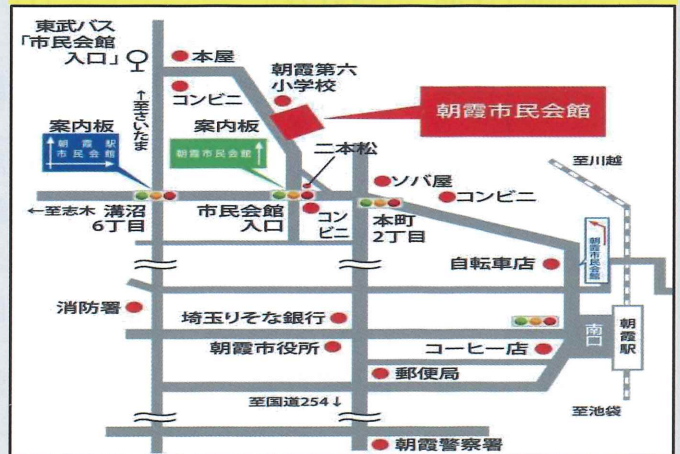 東武バス
「市民会館
入口」
本屋
コンビニ
朝霞第六
小学校
朝霞市民会館
↑至さいたま
案内板
朝霞駅
市民会館
案内板
朝霞市民会館
二本松
至川越
ソバ屋
コンビニ
←至志木
溝沼
6丁目
市民会館
入口
コン
ビニ
本町
2丁目
朝霞市民会館
自転車店
消防署
埼玉りそな銀行
南口
朝霞駅
朝霞市役所
コーヒー店
郵便局
至国道254↓
至池袋
朝霞警察署